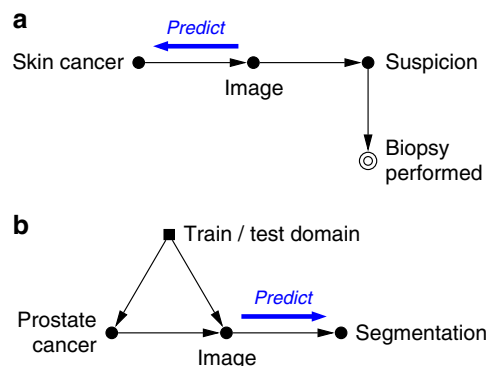 a
Predict
Skin cancer
Image
Suspicion
Biopsy
performed
b
Train / test domain
Predict
Prostate
cancer
Image
Segmentation